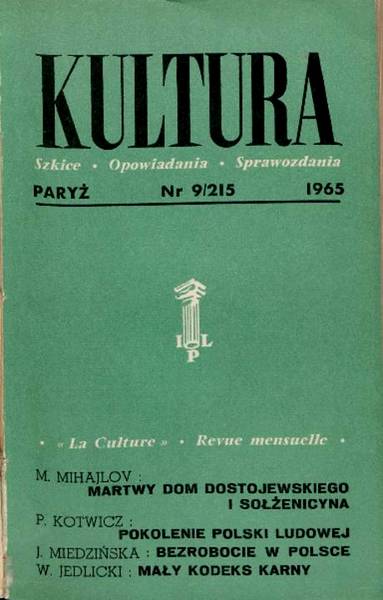 KULTURA
Szkice • Opowiadania • Sprawozdania
PARYŻ Nr 9/215 1965
I L
P
• « La Culture » • Revue mensuelle •
M. MIHAJLOV :
MARTWY DOM DOSTOJEWSKIEGO
I SOŁŻENICYNA
P. KOTWICZ :
POKOLENIE POLSKI LUDOWEJ
J. MIEDZIŃSKA : BEZROBOCIE W POLSCE
W. JEDLICKI : MAŁY KODEKS KARNY